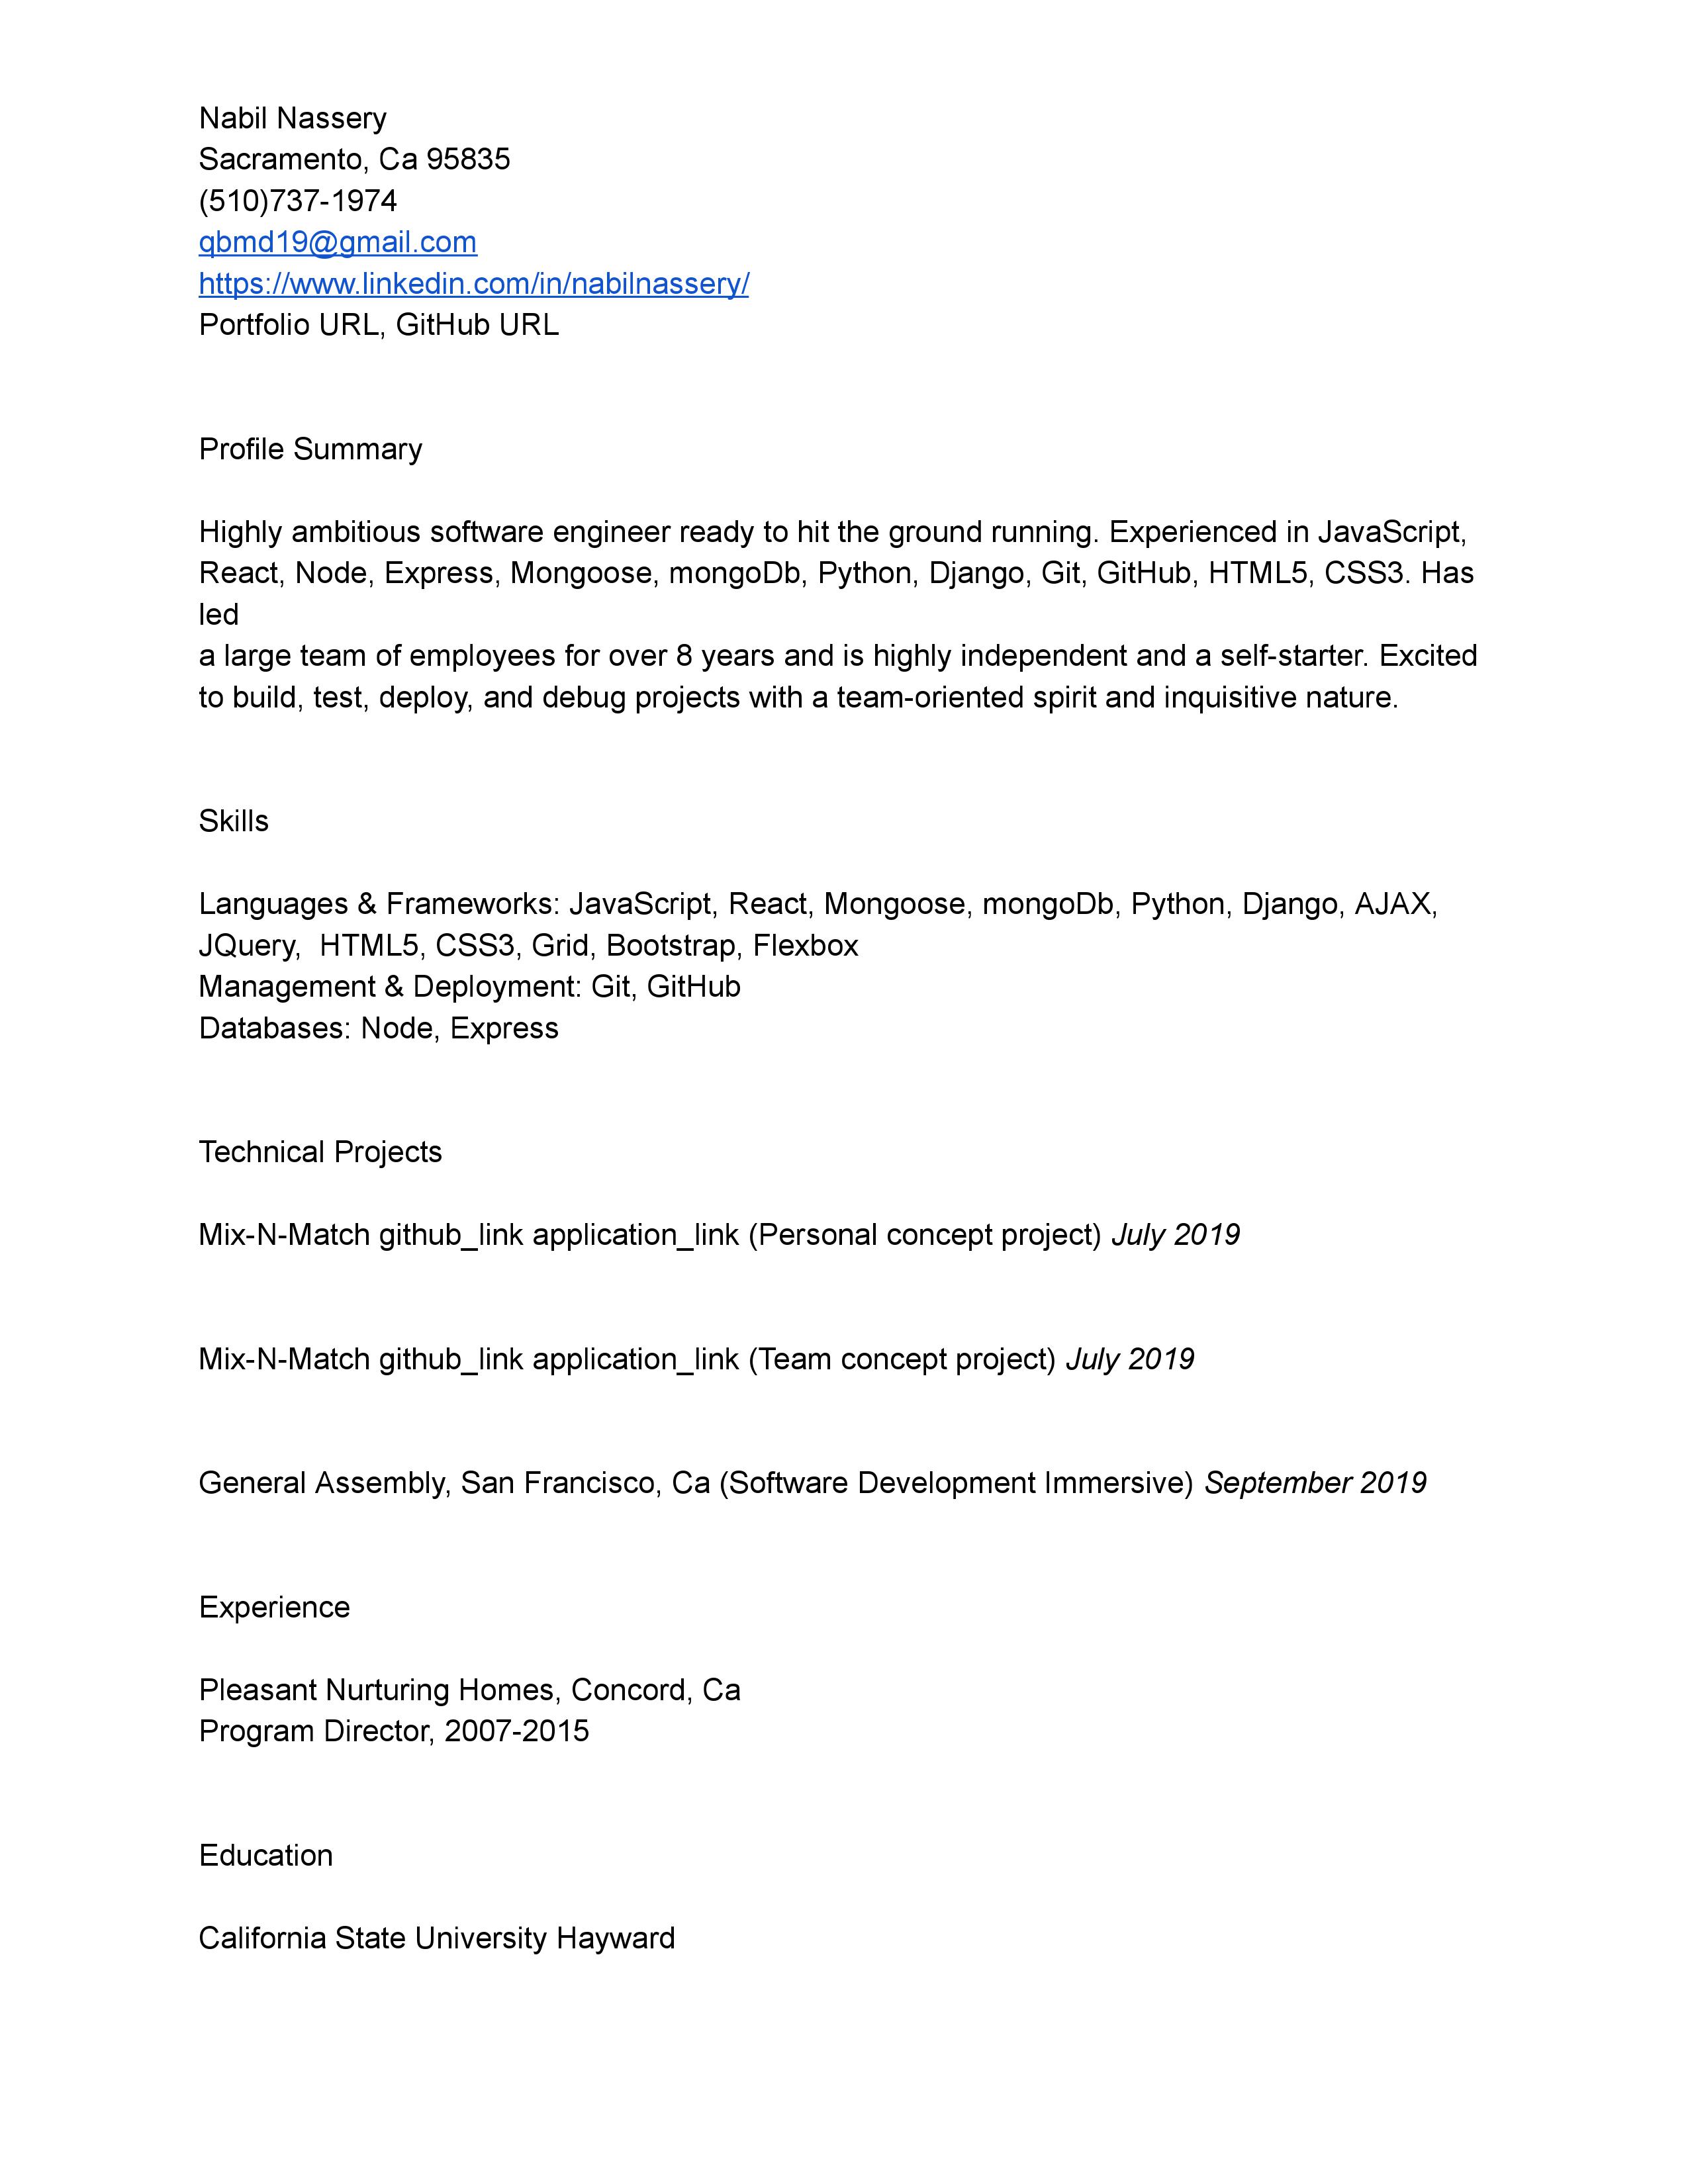 Nabil Nassery
Sacramento, Ca 95835
(510)737-1974
qbmd19@gmail.com
https://www.linkedin.com/in/nabilnassery/
Portfolio URL, GitHub URL
Profile Summary
Highly ambitious software engineer ready to hit the ground running. Experienced in JavaScript,
React, Node, Express, Mongoose, mongoDb, Python, Django, Git, GitHub, HTML5, CSS3. Has
led
a large team of employees for over 8 years and is highly independent and a self-starter. Excited
to build, test, deploy, and debug projects with a team-oriented spirit and inquisitive nature.
Skills
Languages & Frameworks: JavaScript, React, Mongoose, mongoDb, Python, Django, AJAX,
JQuery,  HTML5, CSS3, Grid, Bootstrap, Flexbox
Management & Deployment: Git, GitHub
Databases: Node, Express
Technical Projects
Mix-N-Match github_link application_link (Personal concept project) July 2019
Mix-N-Match github_link application_link (Team concept project) July 2019
General Assembly, San Francisco, Ca (Software Development Immersive) September 2019
Experience
Pleasant Nurturing Homes, Concord, Ca
Program Director, 2007-2015
Education
California State University Hayward